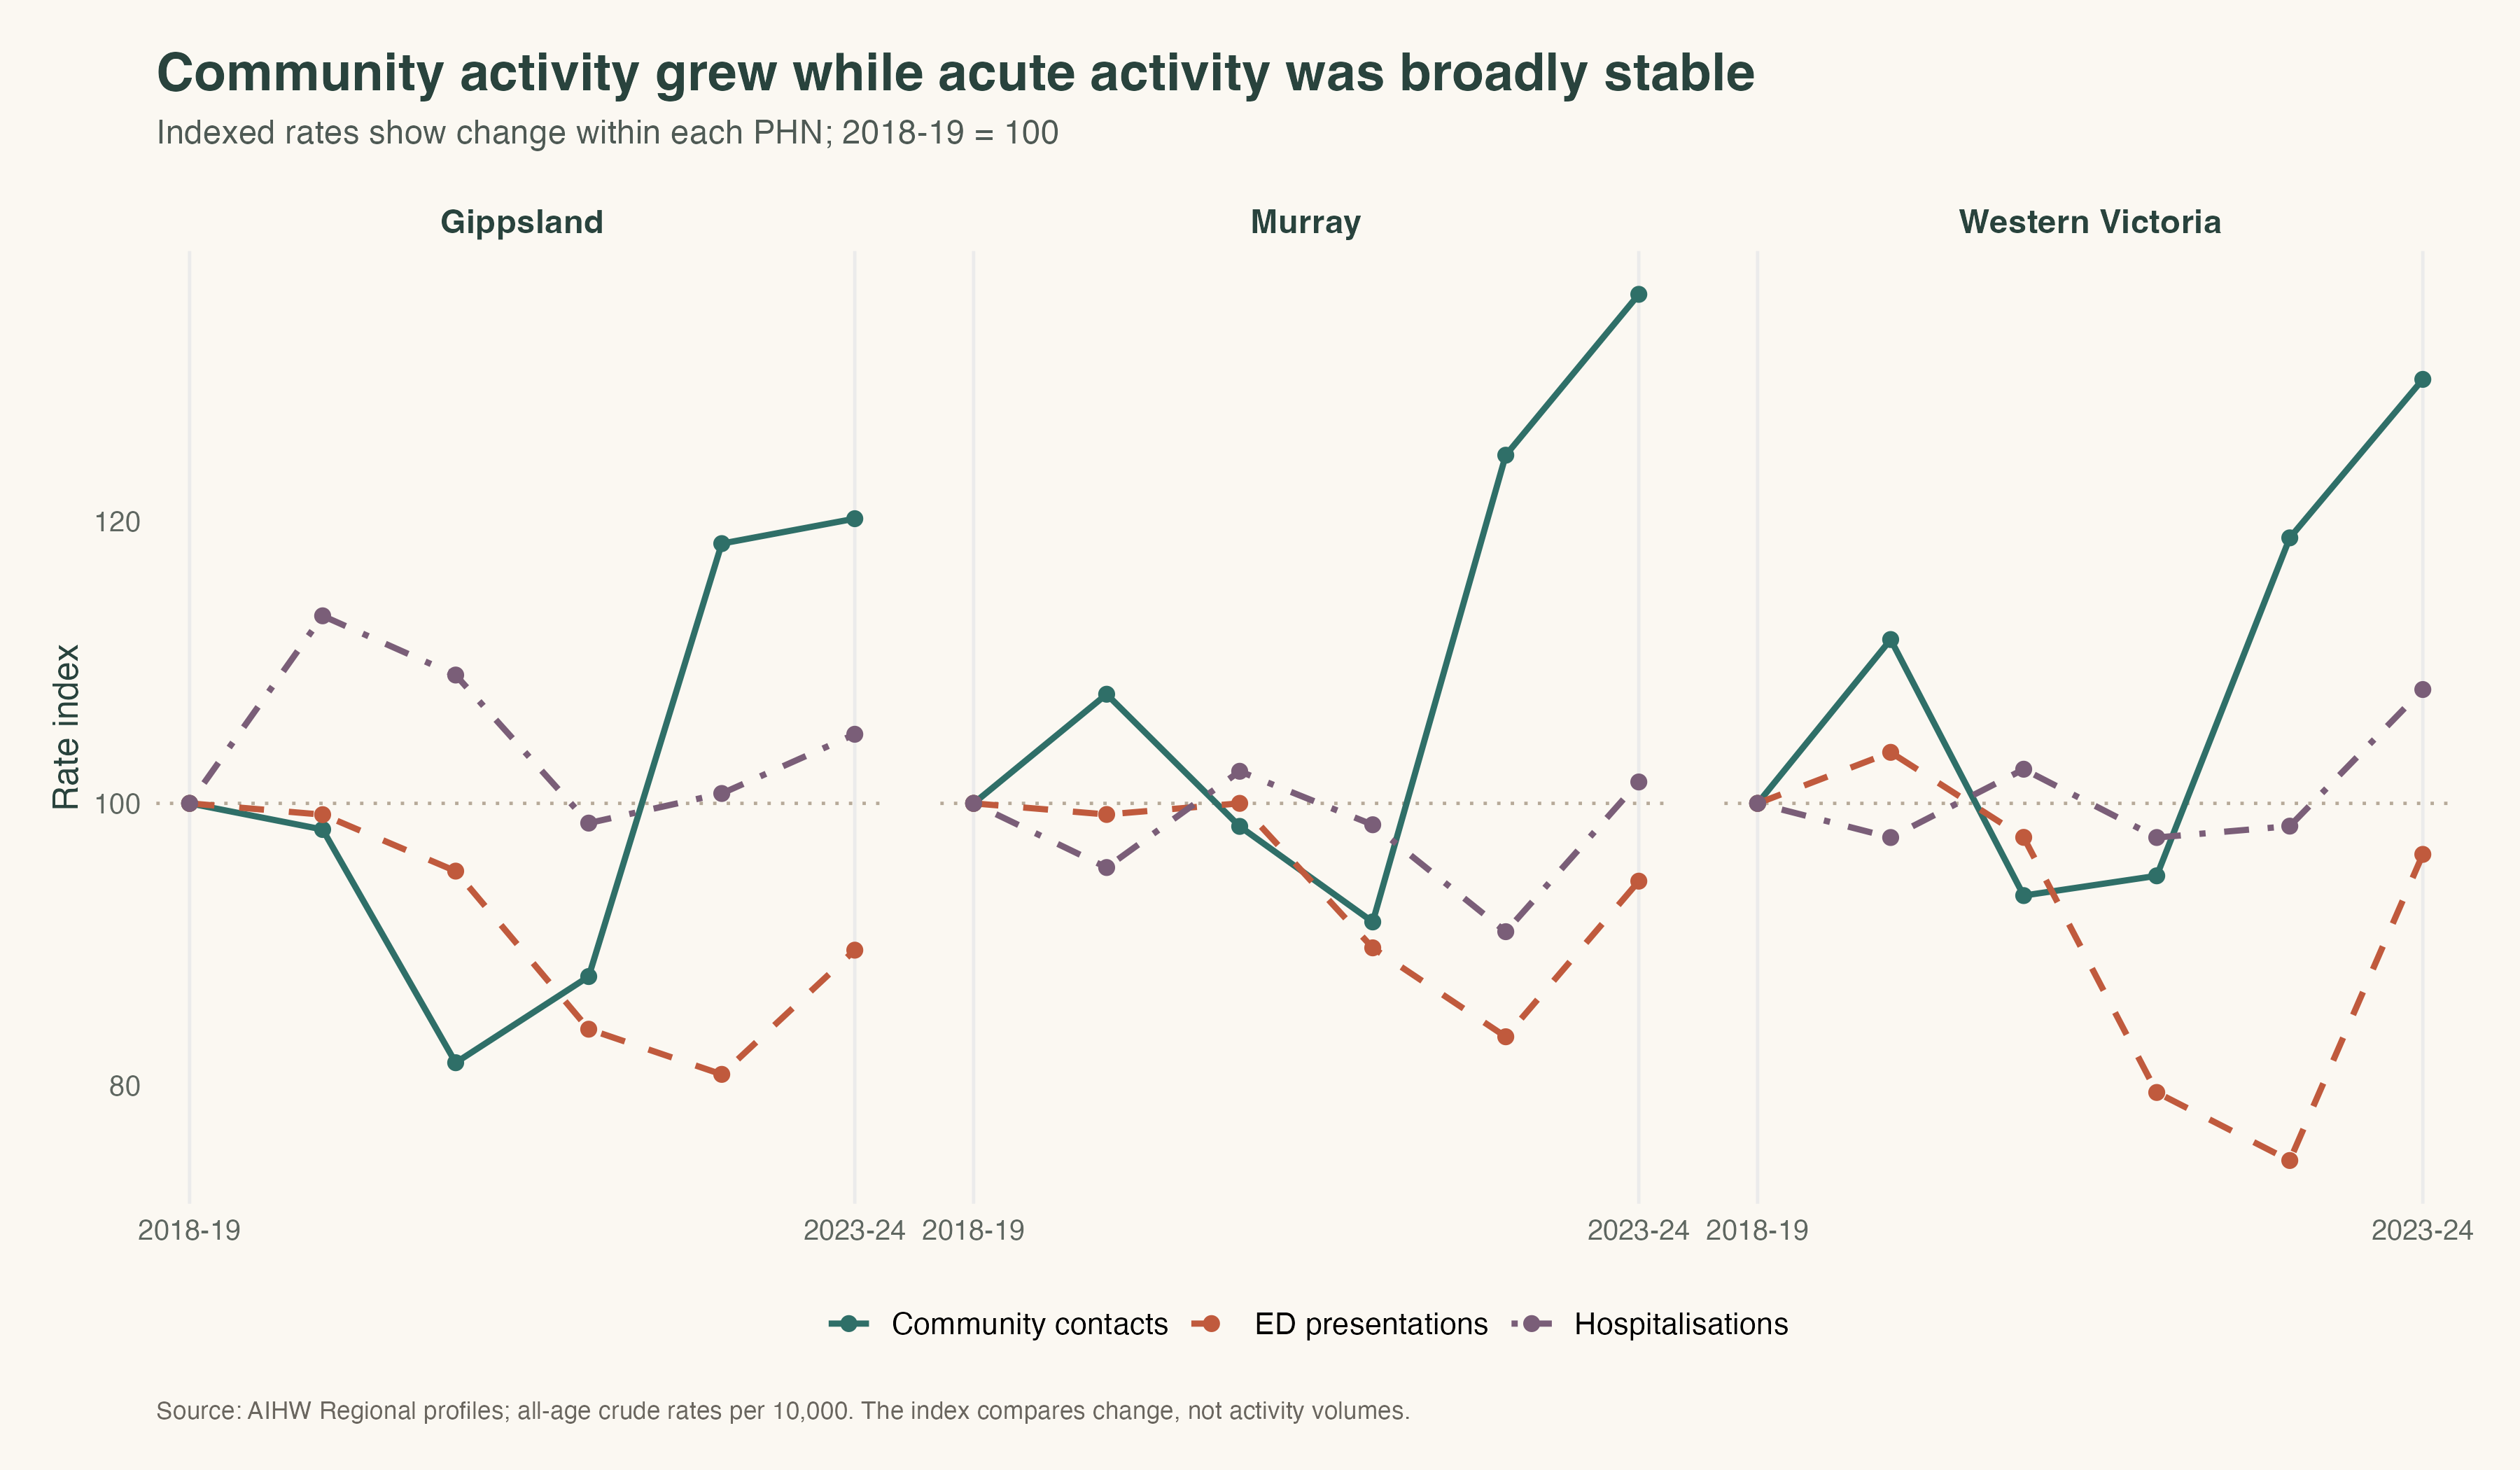 Community activity grew while acute activity was broadly stable
Indexed rates show change within each PHN; 2018-19 = 100
Gippsland
Murray
Western Victoria
Rate index
120
100
80
2018-19
2023-24
2018-19
2023-24
2018-19
2023-24
Community contacts
ED presentations
Hospitalisations
Source: AIHW Regional profiles; all-age crude rates per 10,000. The index compares change, not activity volumes.